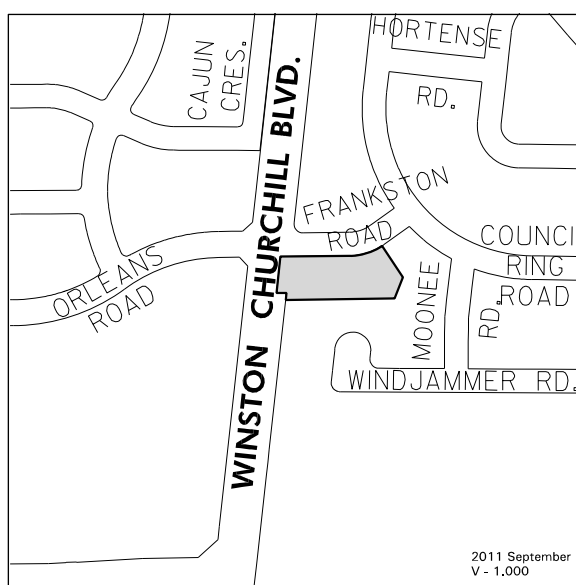 HORTENSE
RD.
CAJUN
CRES.
WINSTON CHURCHILL BLVD.
FRANKSTON
ROAD
COUNCI
RING
ROAD
ORLEANS
ROAD
MOONEE
RD.
WINDJAMMER RD.
2011 September
V - 1.000